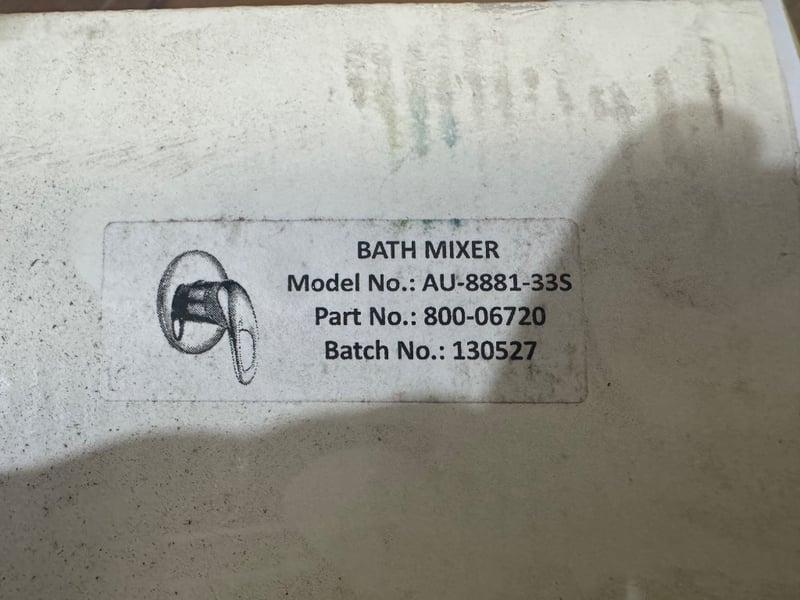 BATH MIXER
Model No.: AU-8881-33S
Part No.: 800-06720
Batch No.: 130527